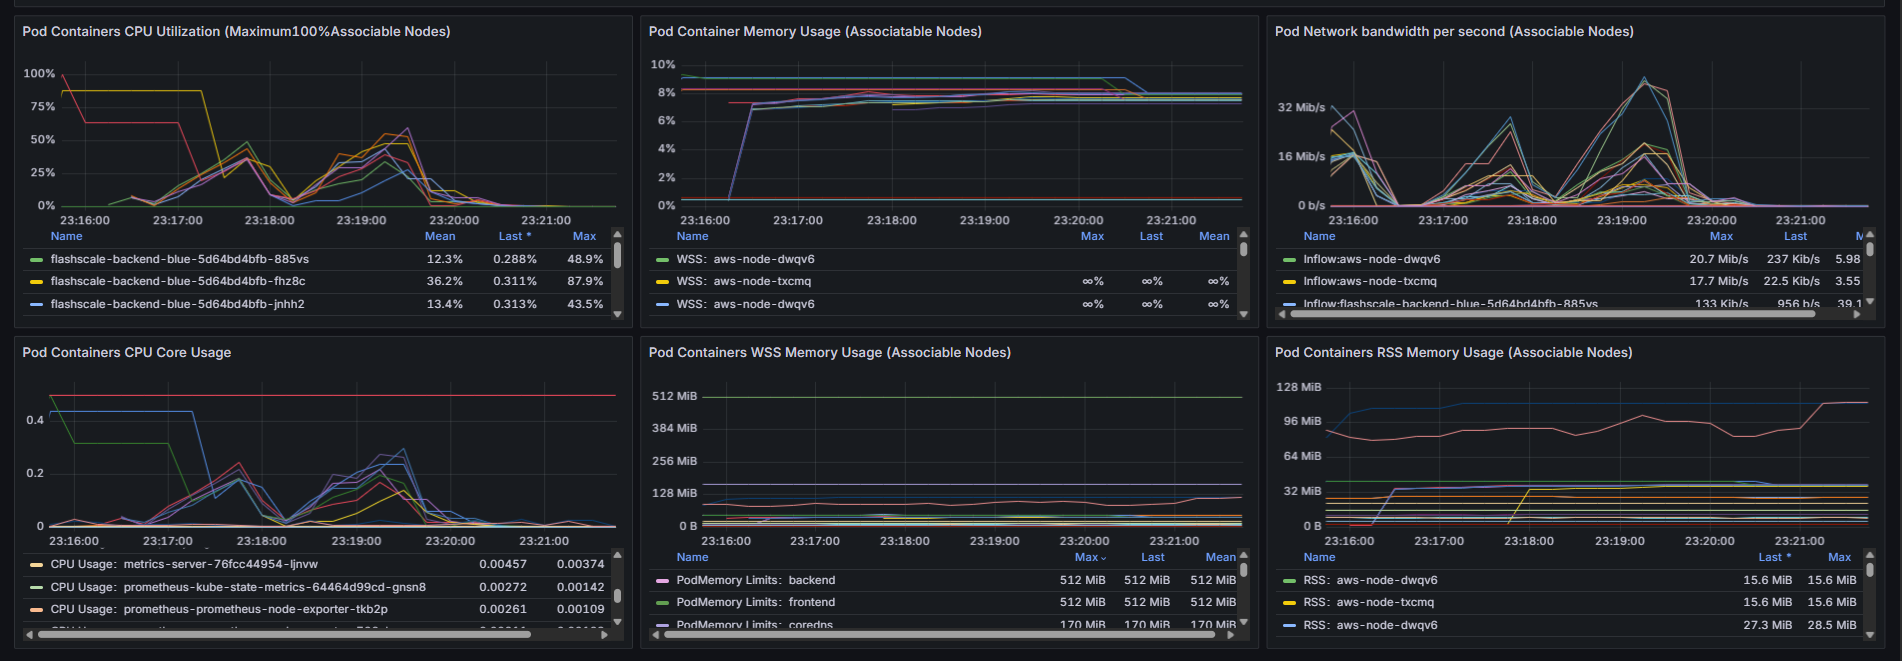 Pod Containers CPU Utilization (Maximum100%Associable Nodes)
100%
75%
50%
25%
0%
23:16:00 23:17:00 23:18:00 23:19:00 23:20:00 23:21:00
Name Mean Last * Max
flashscale-backend-blue-5d64bd4bfb-885vs 12.3% 0.288% 48.9%
flashscale-backend-blue-5d64bd4bfb-fhz8c 36.2% 0.311% 87.9%
flashscale-backend-blue-5d64bd4bfb-jnhh2 13.4% 0.313% 43.5%
Pod Container Memory Usage (Associatable Nodes)
10%
8%
6%
4%
2%
0%
23:16:00 23:17:00 23:18:00 23:19:00 23:20:00 23:21:00
Name Max Last Mean
WSS: aws-node-dwqv6
WSS: aws-node-txcmq ∞% ∞% ∞%
WSS: aws-node-dwqv6 ∞% ∞% ∞%
Pod Network bandwidth per second (Associable Nodes)
32 Mib/s
16 Mib/s
0 b/s
23:16:00 23:17:00 23:18:00 23:19:00 23:20:00 23:21:00
Name Max Last M
Inflow:aws-node-dwqv6 20.7 Mib/s 237 Kib/s 5.98
Inflow:aws-node-txcmq 17.7 Mib/s 22.5 Kib/s 3.55
Inflow:flashscale-backend-blue-5d64bd4bfb-885vs 133 Kib/s 956 b/s 39.1
Pod Containers CPU Core Usage
0.4
0.2
0
23:16:00 23:17:00 23:18:00 23:19:00 23:20:00 23:21:00
CPU Usage: metrics-server-76fcc44954-ljnvw 0.00457 0.00374
CPU Usage: prometheus-kube-state-metrics-64464d99cd-gnsn8 0.00272 0.00142
CPU Usage: prometheus-prometheus-node-exporter-tkb2p 0.00261 0.00109
Pod Containers WSS Memory Usage (Associable Nodes)
512 MiB
384 MiB
256 MiB
128 MiB
0 B
23:16:00 23:17:00 23:18:00 23:19:00 23:20:00 23:21:00
Name Max Last Mean
PodMemory Limits: backend 512 MiB 512 MiB 512 MiB
PodMemory Limits: frontend 512 MiB 512 MiB 512 MiB
PodMemory Limits: coredns 170 MiB 170 MiB 170 MiB
Pod Containers RSS Memory Usage (Associable Nodes)
128 MiB
96 MiB
64 MiB
32 MiB
0 B
23:16:00 23:17:00 23:18:00 23:19:00 23:20:00 23:21:00
Name Last * Max
RSS: aws-node-dwqv6 15.6 MiB 15.6 MiB
RSS: aws-node-txcmq 15.6 MiB 15.6 MiB
RSS: aws-node-dwqv6 27.3 MiB 28.5 MiB